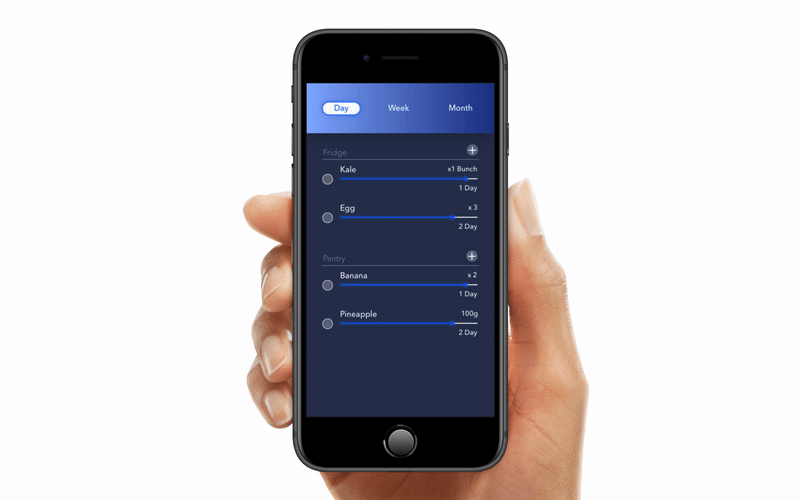 Day Week Month
Fridge
Kale x1 Bunch
1 Day
Egg x 3
2 Day
Pantry
Banana x 2
1 Day
Pineapple 100g
2 Day